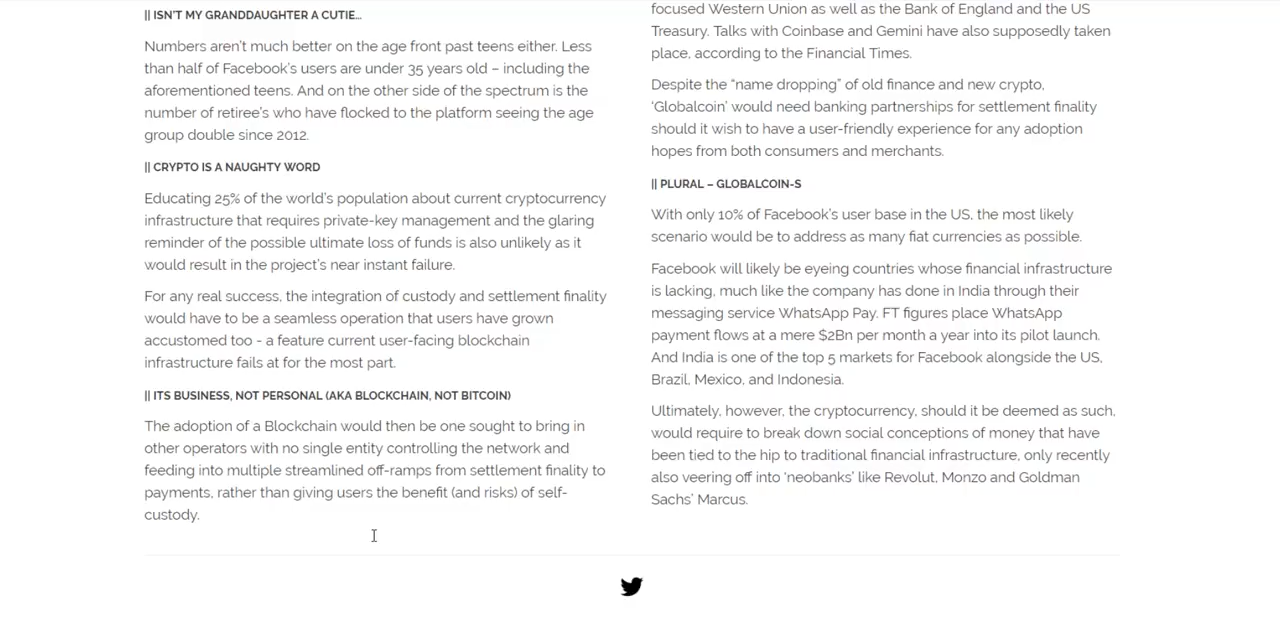 || ISN'T MY GRANDDAUGHTER A CUTIE...
Numbers aren't much better on the age front past teens either. Less
than half of Facebook's users are under 35 years old – including the
aforementioned teens. And on the other side of the spectrum is the
number of retiree's who have flocked to the platform seeing the age
group double since 2012.
|| CRYPTO IS A NAUGHTY WORD
Educating 25% of the world's population about current cryptocurrency
infrastructure that requires private-key management and the glaring
reminder of the possible ultimate loss of funds is also unlikely as it
would result in the project's near instant failure.
For any real success, the integration of custody and settlement finality
would have to be a seamless operation that users have grown
accustomed too - a feature current user-facing blockchain
infrastructure fails at for the most part.
|| ITS BUSINESS, NOT PERSONAL (AKA BLOCKCHAIN, NOT BITCOIN)
The adoption of a Blockchain would then be one sought to bring in
other operators with no single entity controlling the network and
feeding into multiple streamlined off-ramps from settlement finality to
payments, rather than giving users the benefit (and risks) of self-
custody.
focused Western Union as well as the Bank of England and the US
Treasury. Talks with Coinbase and Gemini have also supposedly taken
place, according to the Financial Times.
Despite the “name dropping” of old finance and new crypto,
‘Globalcoin’ would need banking partnerships for settlement finality
should it wish to have a user-friendly experience for any adoption
hopes from both consumers and merchants.
|| PLURAL – GLOBALCOIN-S
With only 10% of Facebook's user base in the US, the most likely
scenario would be to address as many fiat currencies as possible.
Facebook will likely be eyeing countries whose financial infrastructure
is lacking, much like the company has done in India through their
messaging service WhatsApp Pay. FT figures place WhatsApp
payment flows at a mere $2Bn per month a year into its pilot launch.
And India is one of the top 5 markets for Facebook alongside the US,
Brazil, Mexico, and Indonesia.
Ultimately, however, the cryptocurrency, should it be deemed as such,
would require to break down social conceptions of money that have
been tied to the hip to traditional financial infrastructure, only recently
also veering off into ‘neobanks’ like Revolut, Monzo and Goldman
Sachs’ Marcus.